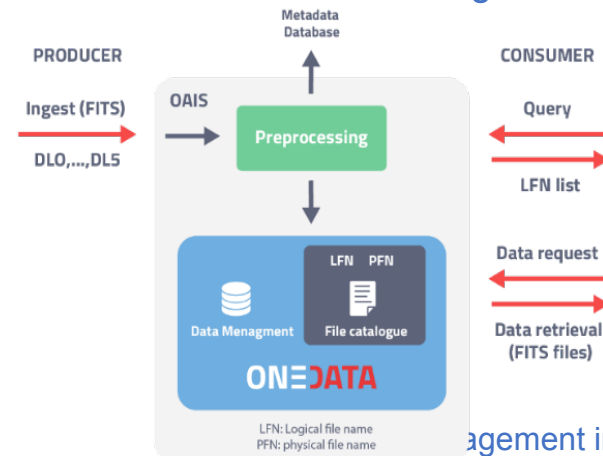 Metadata
Database
PRODUCER
CONSUMER
Ingest (FITS)
OAIS
Query
Preprocessing
DL0,...,DL5
LFN list
LFN PFN
Data request
Data Menagment
File catalogue
Data retrieval
(FITS files)
ONEDATA
LFN: Logical file name
PFN: physical file name
agement i